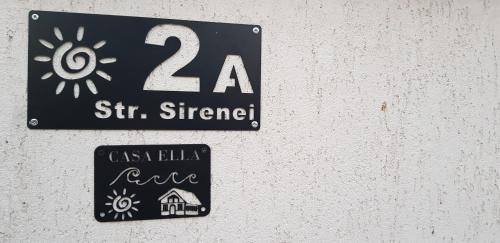 2A
Str. Sirenei
CASA ELLA